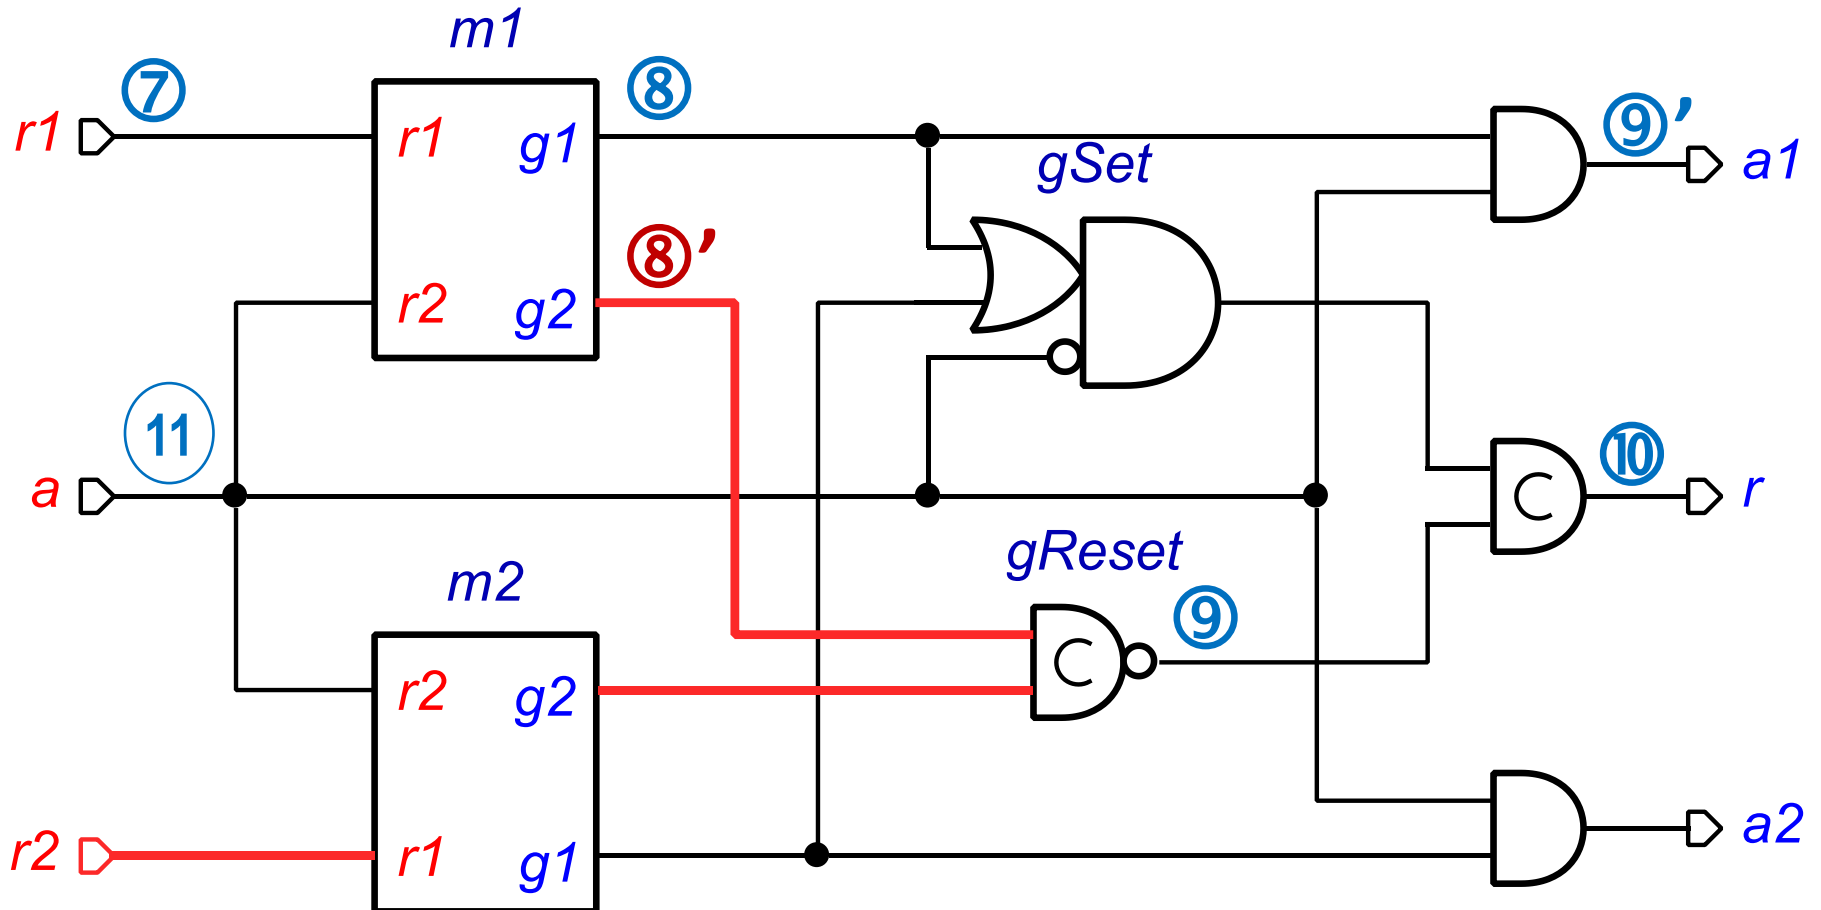 m1
⑦
⑧
r1
r1
g1
⑨’
a1
gSet
⑧’
r2
g2
11
a
⑩
r
gReset
m2
⑨
r2
g2
C
C
r2
r1
g1
a2